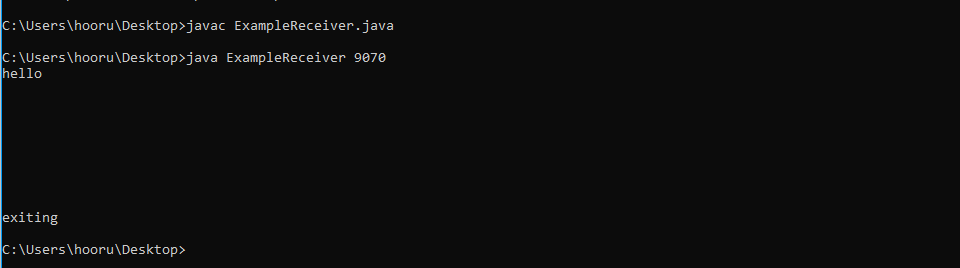 C:\Users\hooru\Desktop>javac ExampleReceiver.java
C:\Users\hooru\Desktop>java ExampleReceiver 9070
hello
exiting
C:\Users\hooru\Desktop>